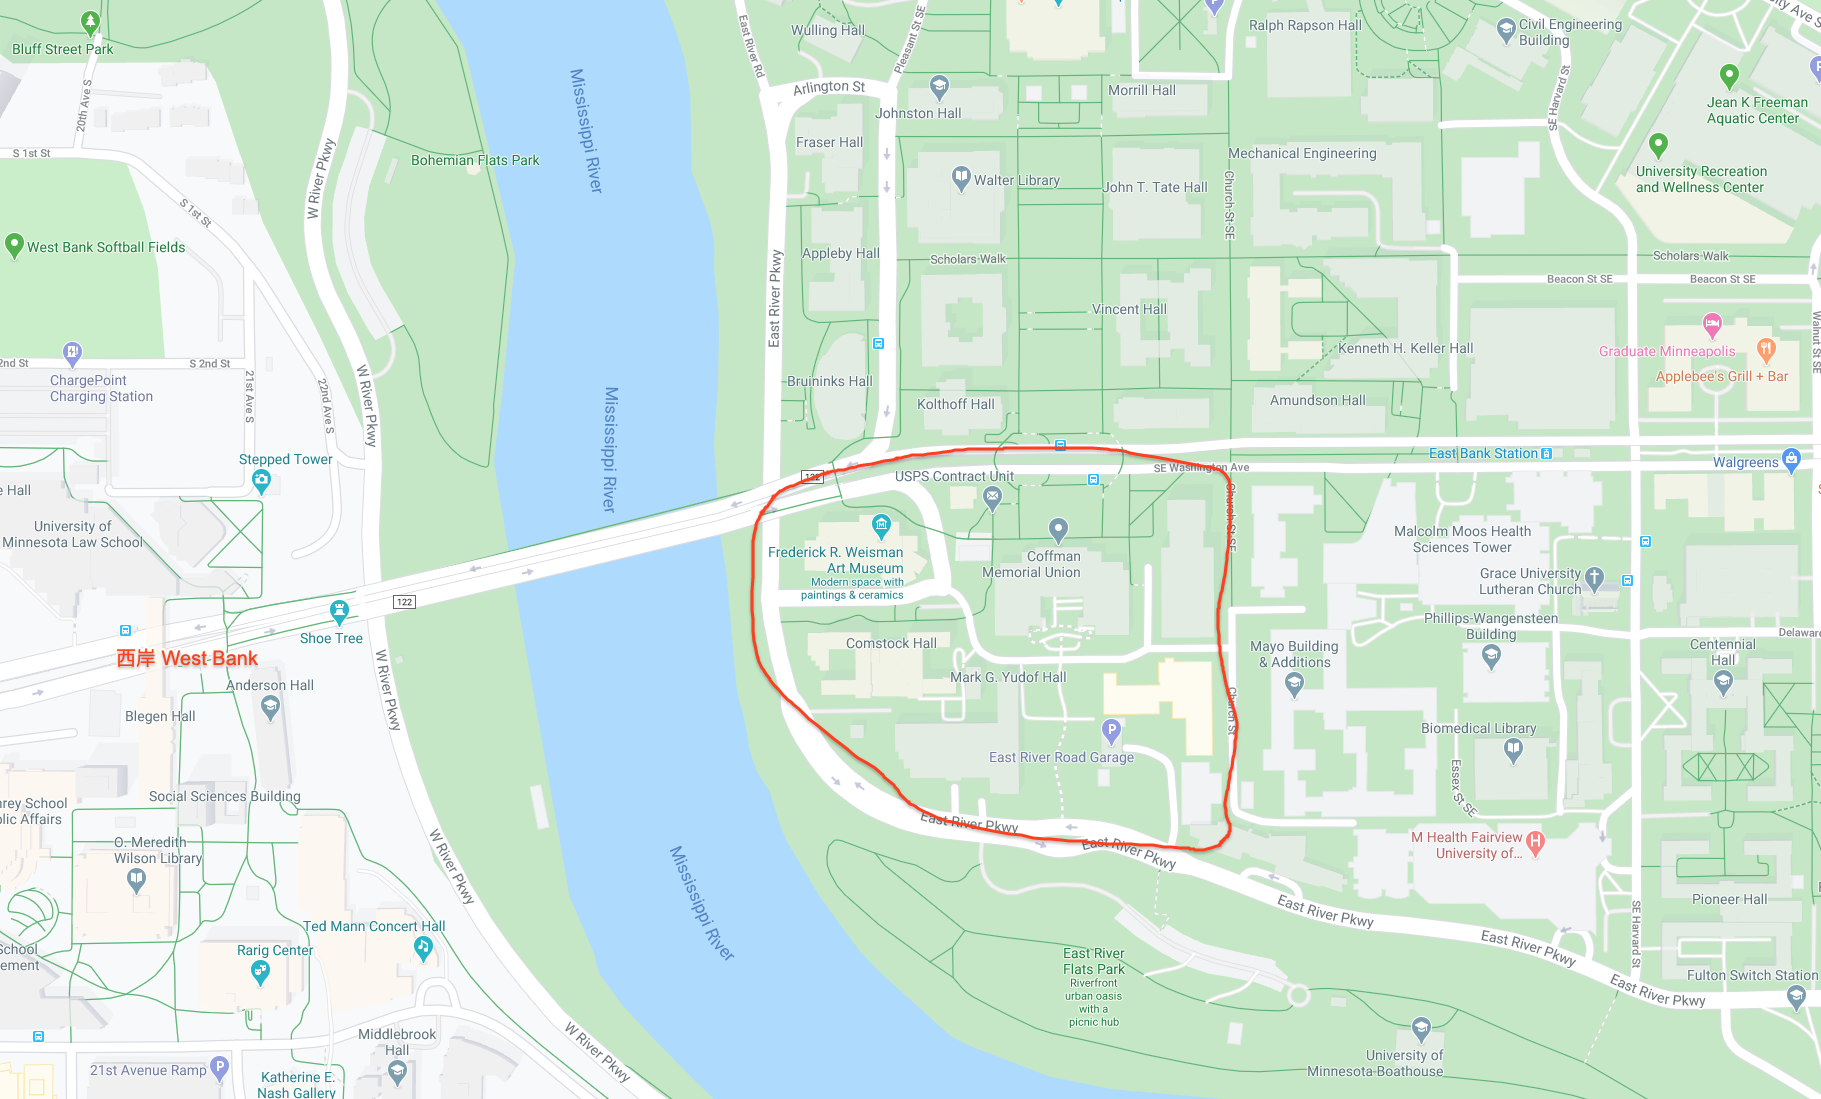 Bluff Street Park
20th Ave S
S 1st St
S 1st St
W River Pkwy
Bohemian Flats Park
Mississippi River
East River Rd
Wulling Hall
Pleasant St SE
Arlington St
Johnston Hall
Morrill Hall
Ralph Rapson Hall
Civil Engineering
Building
SE Harvard St
Jean K Freeman
Aquatic Center
University Recreation
and Wellness Center
Fraser Hall
Walter Library
John T. Tate Hall
Mechanical Engineering
Church St SE
West Bank Softball Fields
Appleby Hall
East River Pkwy
Scholars Walk
Scholars Walk
Beacon St SE
Beacon St SE
Walnut St SE
Vincent Hall
Kenneth H. Keller Hall
Graduate Minneapolis
Applebee's Grill + Bar
2nd St
S 2nd St
21st Ave S
22nd Ave S
W River Pkwy
ChargePoint
Charging Station
Mississippi River
Bruininks Hall
Kolthoff Hall
Amundson Hall
Stepped Tower
East Bank Station
Walgreens
SE Washington Ave
122
USPS Contract Unit
e Hall
University of
Minnesota Law School
Frederick R. Weisman
Art Museum
Modern space with
paintings & ceramics
Coffman
Memorial Union
Church St SE
Malcolm Moos Health
Sciences Tower
Grace University
Lutheran Church
Phillips-Wangensteen
Building
Delaware
122
Shoe Tree
西岸 West Bank
Anderson Hall
Blegen Hall
W River Pkwy
Comstock Hall
Mark G. Yudof Hall
Mayo Building
& Additions
Centennial
Hall
Church St
Biomedical Library
East River Road Garage
Essex St SE
Social Sciences Building
rey School
lic Affairs
O. Meredith
Wilson Library
W River Pkwy
East River Pkwy
East River Pkwy
M Health Fairview
University of...
Mississippi River
East River Pkwy
East River Pkwy
East River Pkwy
SE Harvard St
Pioneer Hall
Ted Mann Concert Hall
Rarig Center
School
ement
East River
Flats Park
Riverfront
urban oasis
with a
picnic hub
Fulton Switch Station
W River Pkwy
Middlebrook
Hall
21st Avenue Ramp
Katherine E.
Nash Gallery
University of
Minnesota Boathouse